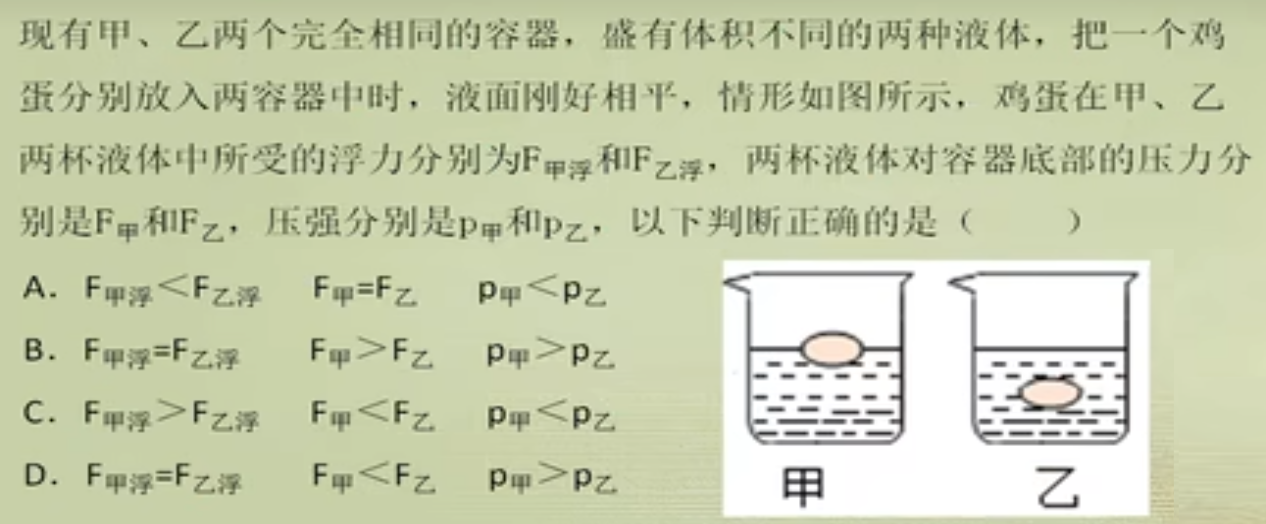 现有甲、乙两个完全相同的容器，盛有体积不同的两种液体，把一个鸡
蛋分别放入两容器中时，液面刚好相平，情形如图所示，鸡蛋在甲、乙
两杯液体中所受的浮力分别为F甲浮和F乙浮，两杯液体对容器底部的压力分
别是F甲和F乙，压强分别是p甲和p乙，以下判断正确的是（　　）
A. F甲浮＜F乙浮 F甲=F乙 p甲＜p乙
B. F甲浮=F乙浮 F甲＞F乙 p甲＞p乙
C. F甲浮＞F乙浮 F甲＜F乙 p甲＜p乙
D. F甲浮=F乙浮 F甲＜F乙 p甲＞p乙
甲 乙